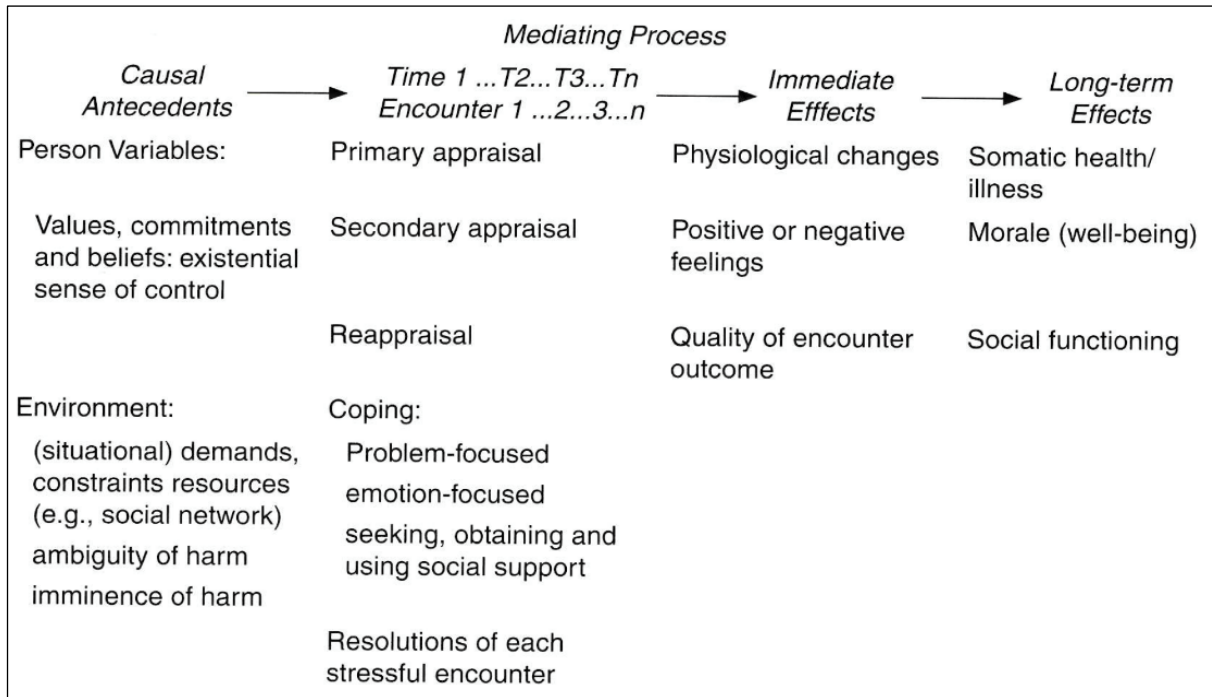 Mediating Process
Causal
Antecedents
Time 1 ...T2...T3...Tn
Encounter 1 ...2...3...n
Immediate
Efffects
Long-term
Effects
Person Variables:
Values, commitments
and beliefs: existential
sense of control
Environment:
(situational) demands,
constraints resources
(e.g., social network)
ambiguity of harm
imminence of harm
Primary appraisal
Secondary appraisal
Reappraisal
Coping:
Problem-focused
emotion-focused
seeking, obtaining and
using social support
Resolutions of each
stressful encounter
Physiological changes
Positive or negative
feelings
Quality of encounter
outcome
Somatic health/
illness
Morale (well-being)
Social functioning